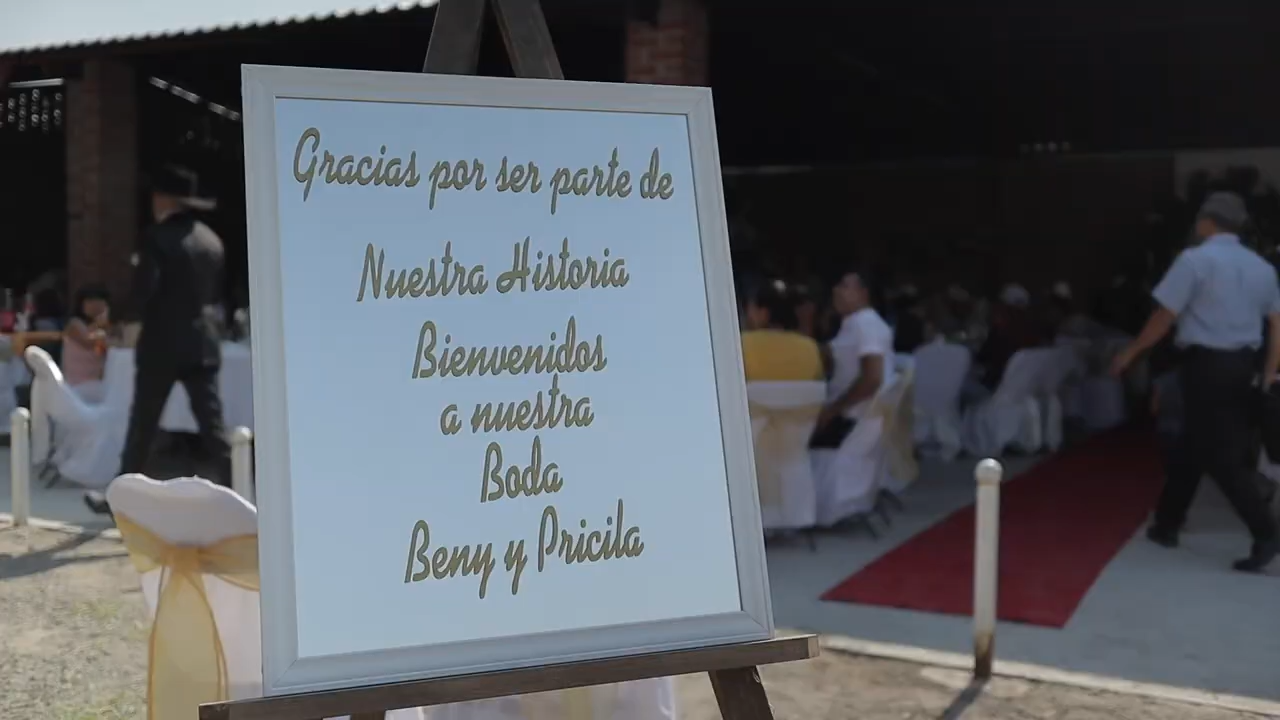 Gracias por ser parte de
Nuestra Historia
Bienvenidos
a nuestra
Boda
Beny y Pricila